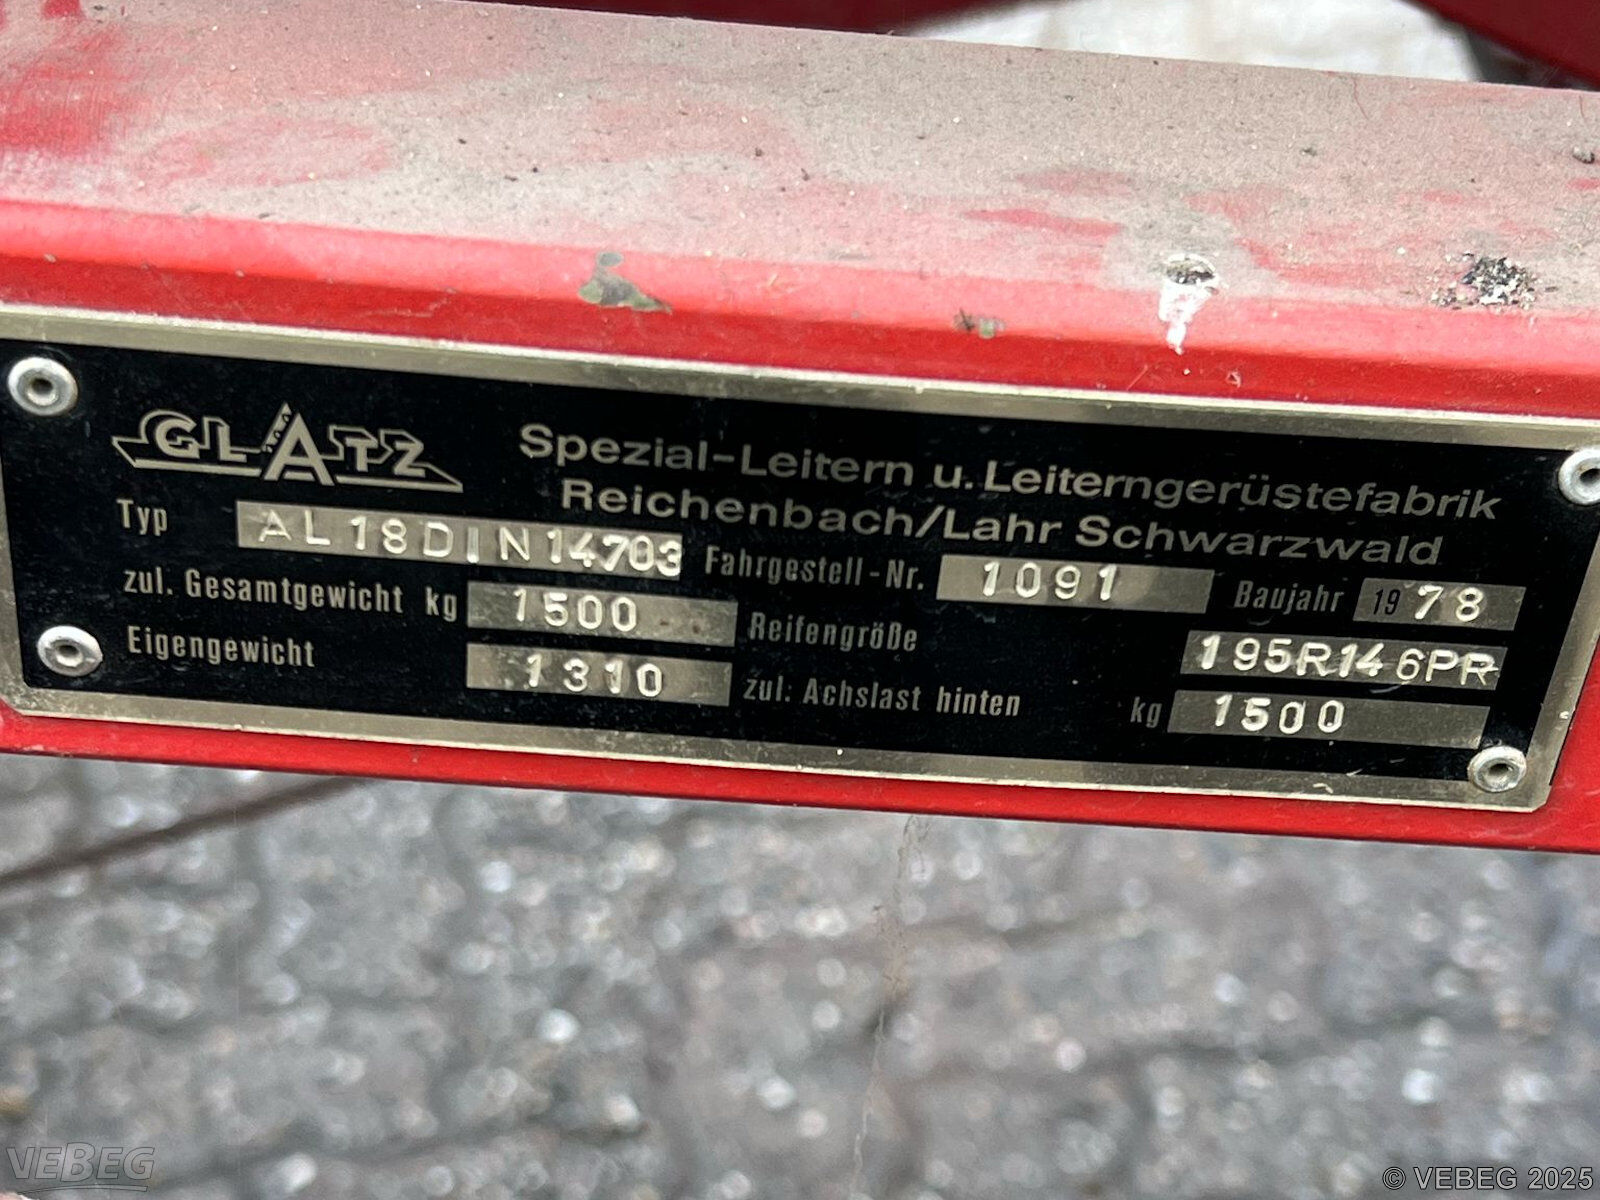 GLATZ Spezial-Leitern u. Leiterngerüstefabrik
Reichenbach/Lahr Schwarzwald
Typ AL18DIN14703 Fahrgestell-Nr. 1091 Baujahr 1978
zul. Gesamtgewicht kg 1500 Reifengröße 195R14 6PR
Eigengewicht 1310 zul. Achslast hinten kg 1500
VEBEG
© VEBEG 2025